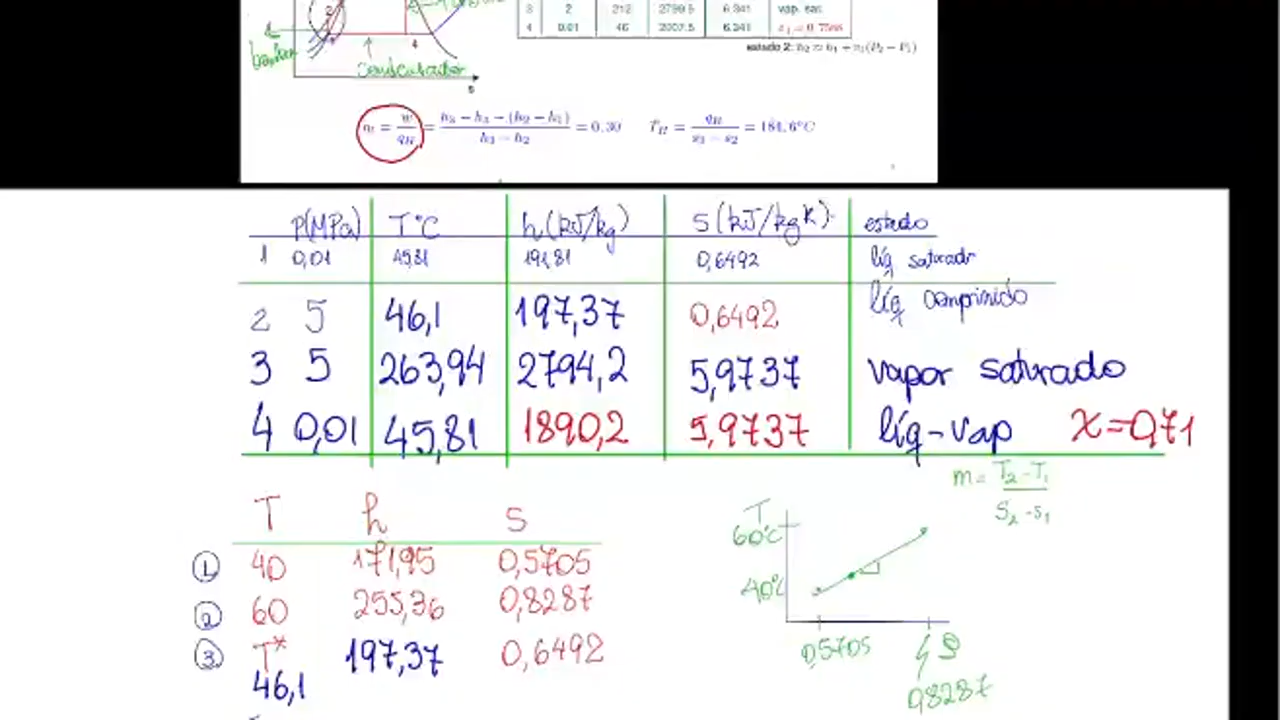 bomba
condensador
4
s
3 2 212 2799.5 6.341 vap. sat.
4 0.01 46 2007.5 6.341
estado 2: h₂ ≈ h₁ + v₁(P₂ − P₁)
= w/qH = h₃ − h₄ − (h₂ − h₁)/h₃ − h₂ = 0.30 T̄H = qH/s₃ − s₂ = 184.6°C
P(MPa) T°C h(kJ/kg) s(kJ/kgK) estado
1 0,01 45,81 191,81 0,6492 líq saturado
2 5 46,1 197,37 0,6492 líq comprimido
3 5 263,94 2794,2 5,9737 vapor saturado
4 0,01 45,81 1890,2 5,9737 líq-vap x=0,71
m = T₂-T₁/S₂-S₁
T h s
① 40 171,95 0,5705
② 60 255,36 0,8287
③ T* 197,37 0,6492
46,1
T
60°C
40°C
0,5705
0,8287